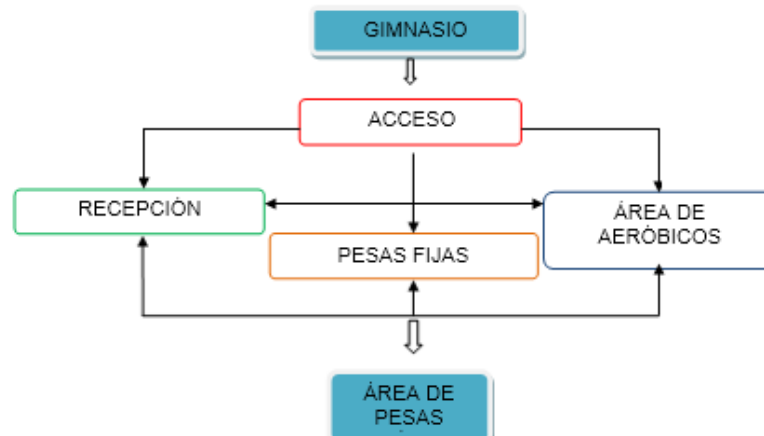 GIMNASIO
ACCESO
RECEPCIÓN
ÁREA DE
AERÓBICOS
PESAS FIJAS
ÁREA DE
PESAS